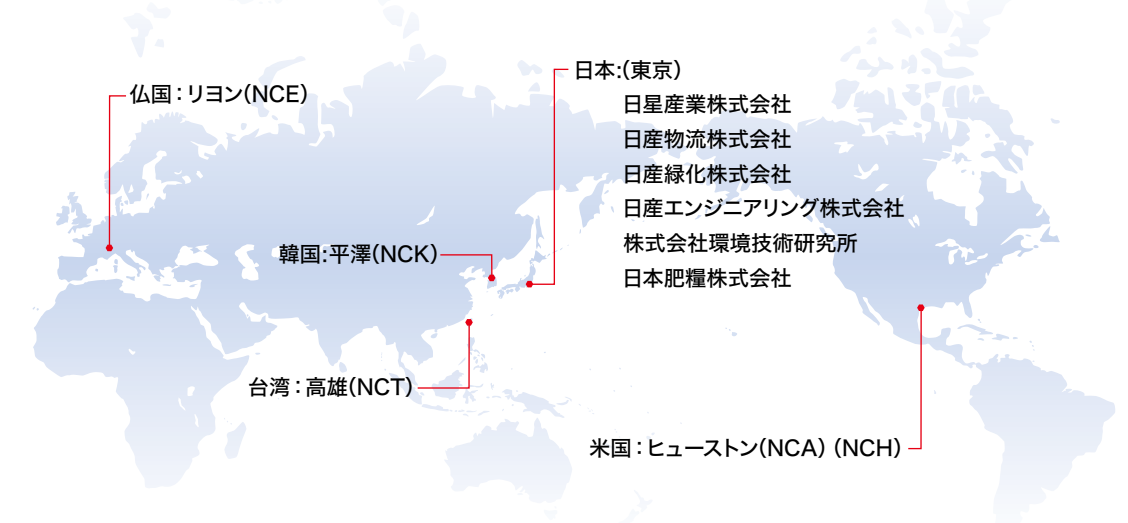 仏国：リヨン(NCE)
日本:(東京)
日星産業株式会社
日産物流株式会社
日産緑化株式会社
日産エンジニアリング株式会社
株式会社環境技術研究所
日本肥糧株式会社
韓国:平澤(NCK)
台湾：高雄(NCT)
米国：ヒューストン(NCA) (NCH)